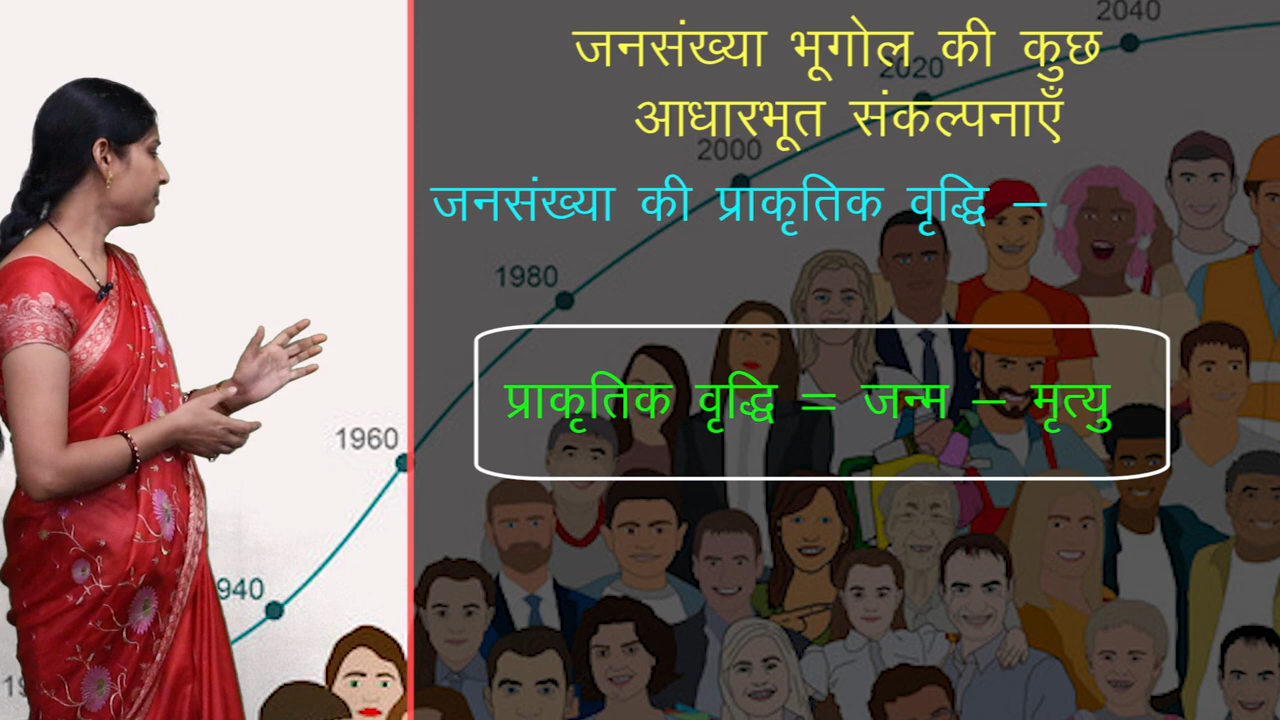 2040
जनसंख्या भूगोल की कुछ
2020
आधारभूत संकल्पनाएँ
2000
जनसंख्या की प्राकृतिक वृद्धि –
1980
प्राकृतिक वृद्धि = जन्म – मृत्यु
1960
940